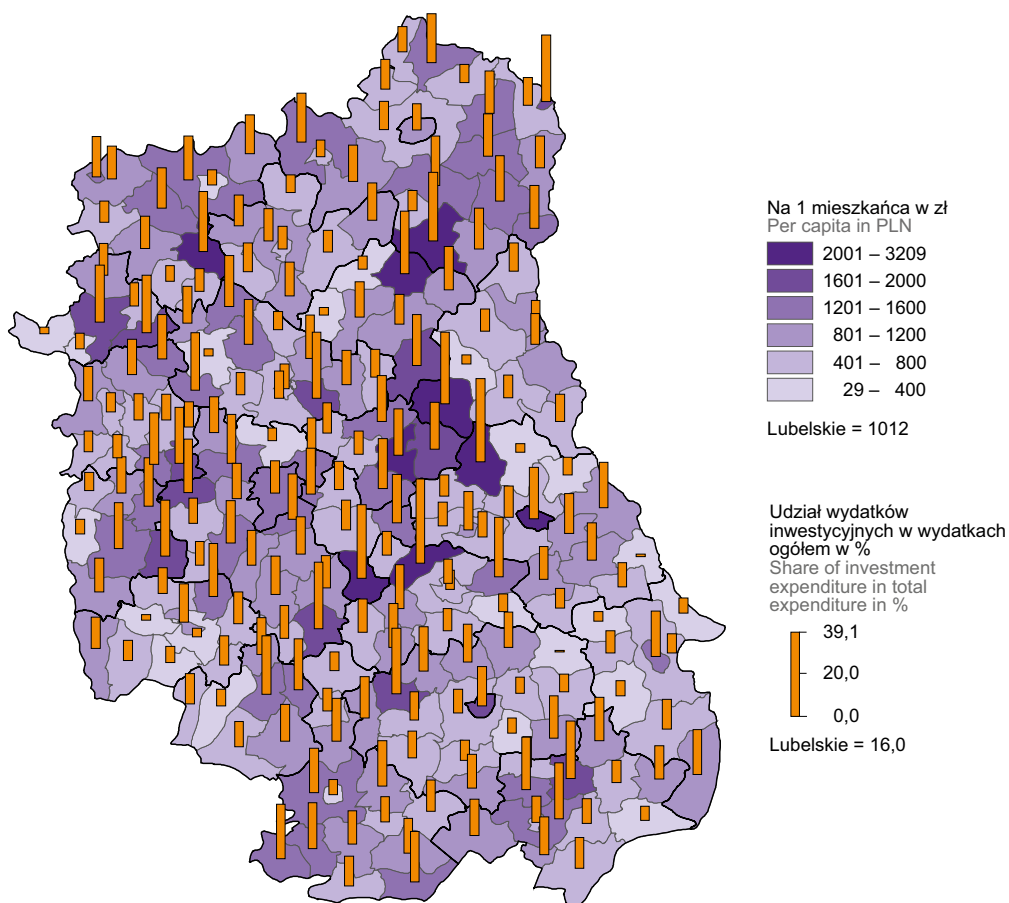 Na 1 mieszkańca w zł
Per capita in PLN
2001 – 3209
1601 – 2000
1201 – 1600
801 – 1200
401 – 800
29 – 400
Lubelskie = 1012
Udział wydatków
inwestycyjnych w wydatkach
ogółem w %
Share of investment
expenditure in total
expenditure in %
39,1
20,0
0,0
Lubelskie = 16,0